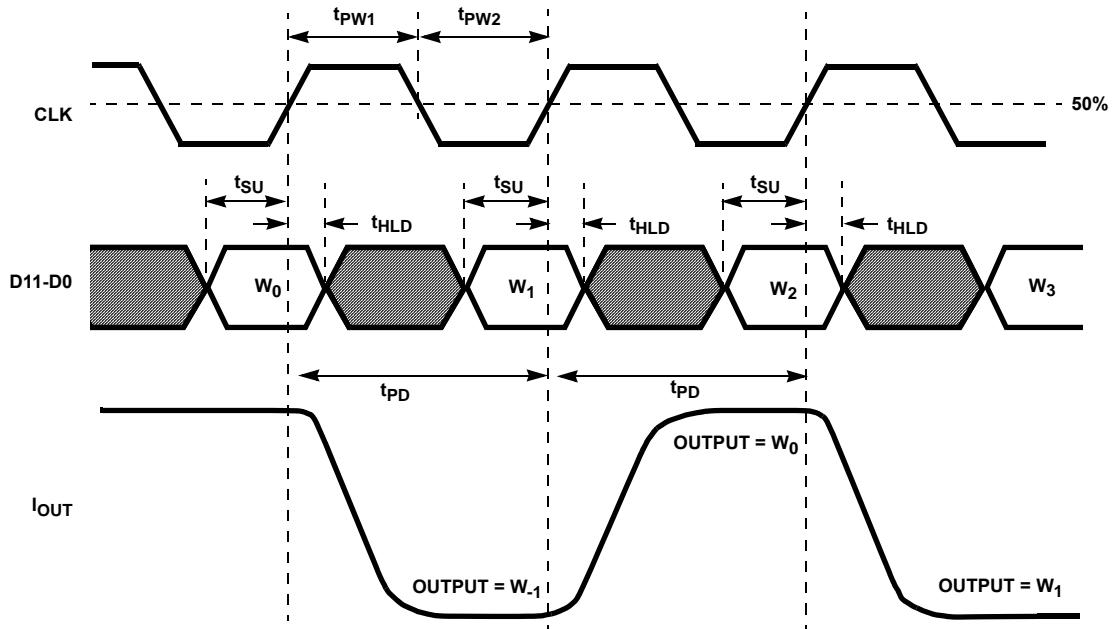 tPW1 tPW2
CLK
50%
tSU tSU tSU
tHLD tHLD tHLD
D11-D0
W0 W1 W2 W3
tPD tPD
OUTPUT = W0
IOUT
OUTPUT = W-1 OUTPUT = W1